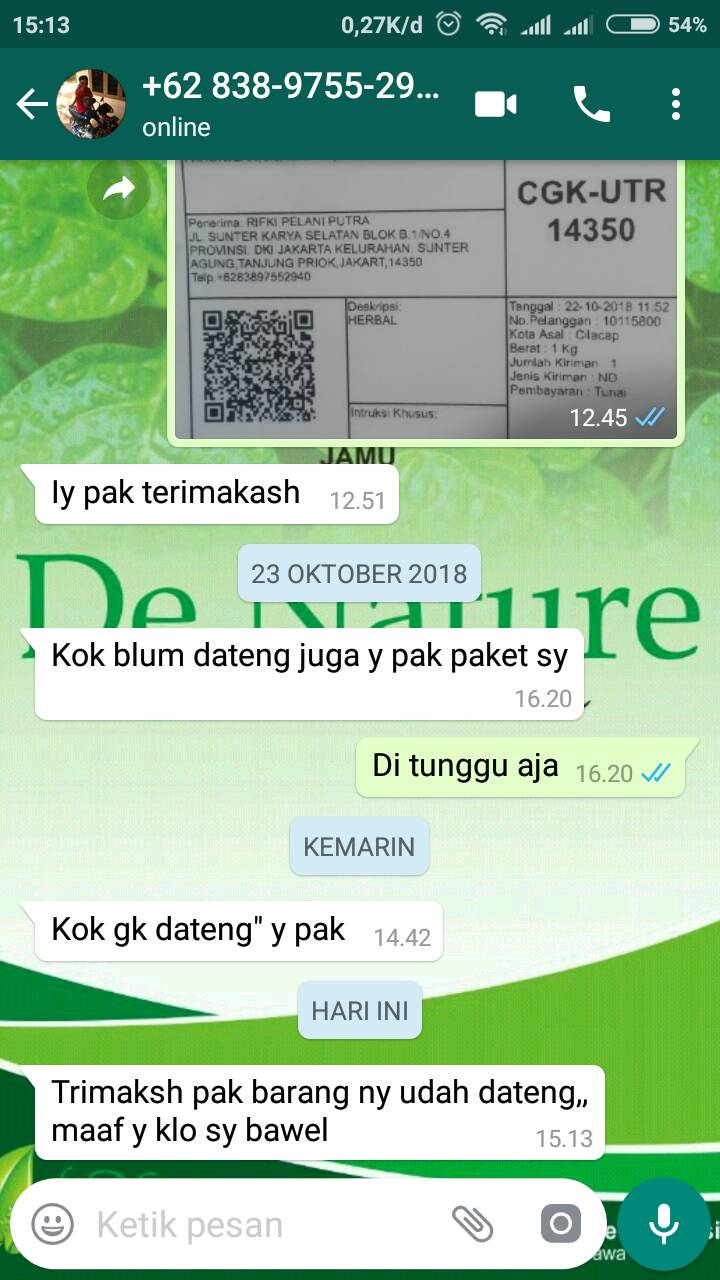 15:13
0,27K/d
54%
+62 838-9755-29...
online
CGK-UTR
14350
Penerima: RIFKI PELANI PUTRA
JL. SUNTER KARYA SELATAN BLOK B.1/NO.4
PROVINSI. DKI JAKARTA KELURAHAN. SUNTER
AGUNG,TANJUNG PRIOK,JAKART,14350
Telp.+6283897552940
Deskripsi:
HERBAL
Tanggal : 22-10-2018 11:52
No.Pelanggan : 10115800
Kota Asal : Cilacap
Berat : 1 Kg
Jumlah Kiriman 1
Jenis Kiriman : ND
Pembayaran : Tunai
Intruksi Khusus:
12.45
JAMU
Iy pak terimakash 12.51
23 OKTOBER 2018
De Nature
Kok blum dateng juga y pak paket sy
16.20
Di tunggu aja 16.20
KEMARIN
Kok gk dateng" y pak 14.42
HARI INI
Trimaksh pak barang ny udah dateng,,
maaf y klo sy bawel
15.13
Ketik pesan